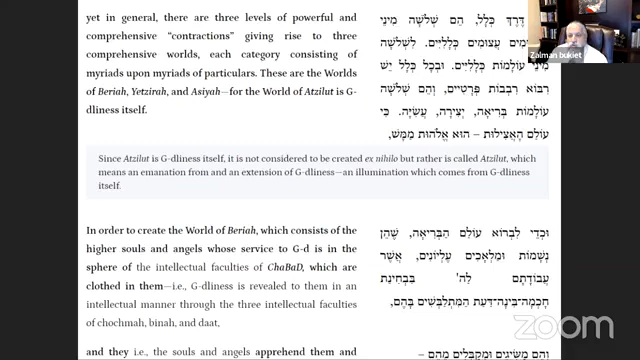 yet in general, there are three levels of powerful and
comprehensive “contractions” giving rise to three
comprehensive worlds, each category consisting of
myriads upon myriads of particulars. These are the Worlds
of Beriah, Yetzirah, and Asiyah—for the World of Atzilut is G-
dliness itself.
דֶּרֶךְ כְּלָל, הֵם שְׁלֹשָׁה מִינֵי
עֲצוּמִים כְּלָלִיִּים. לִשְׁלֹשָׁה
מִינֵי עוֹלָמוֹת כְּלָלִיִּים. וּבְכָל כְּלָל יֵשׁ
רִבּוֹא רִבְבוֹת פְּרָטִיִּים, וְהֵם שְׁלֹשָׁה
עוֹלָמוֹת בְּרִיאָה, יְצִירָה, עֲשִׂיָּה. כִּי
עוֹלַם הָאֲצִילוּת – הוּא אֱלֹהוּת מַמָּשׁ,
Zalman bukiet
Since Atzilut is G-dliness itself, it is not considered to be created ex nihilo but rather is called Atzilut, which
means an emanation from and an extension of G-dliness—an illumination which comes from G-dliness
itself.
In order to create the World of Beriah, which consists of the
higher souls and angels whose service to G-d is in the
sphere of the intellectual faculties of ChaBaD, which are
clothed in them—i.e., G-dliness is revealed to them in an
intellectual manner through the three intellectual faculties
of chochmah, binah, and daat,
and they i.e., the souls and angels apprehend them and
וּכְדֵי לִבְרוֹא עוֹלַם הַבְּרִיאָה, שֶׁהֵן
נְשָׁמוֹת וּמַלְאָכִים עֶלְיוֹנִים, אֲשֶׁר
עֲבוֹדָתָם לַה' בִּבְחִינַת
חָכְמָה־בִּינָה־דַּעַת הַמִּתְלַבְּשִׁים בָּהֶם,
וְהֵם מַשִּׂיגִים וּמְקַבְּלִים מֵהֶם –
zoom